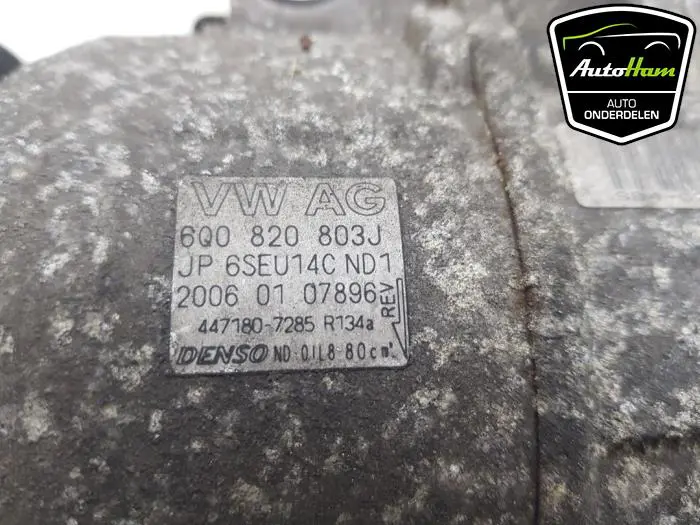 AutoHam
AUTO
ONDERDELEN
VW AG
6Q0 820 803J
JP 6SEU14C ND1
2006 01 07896
REV
447180-7285 R134a
DENSO ND-OIL8-80cm³